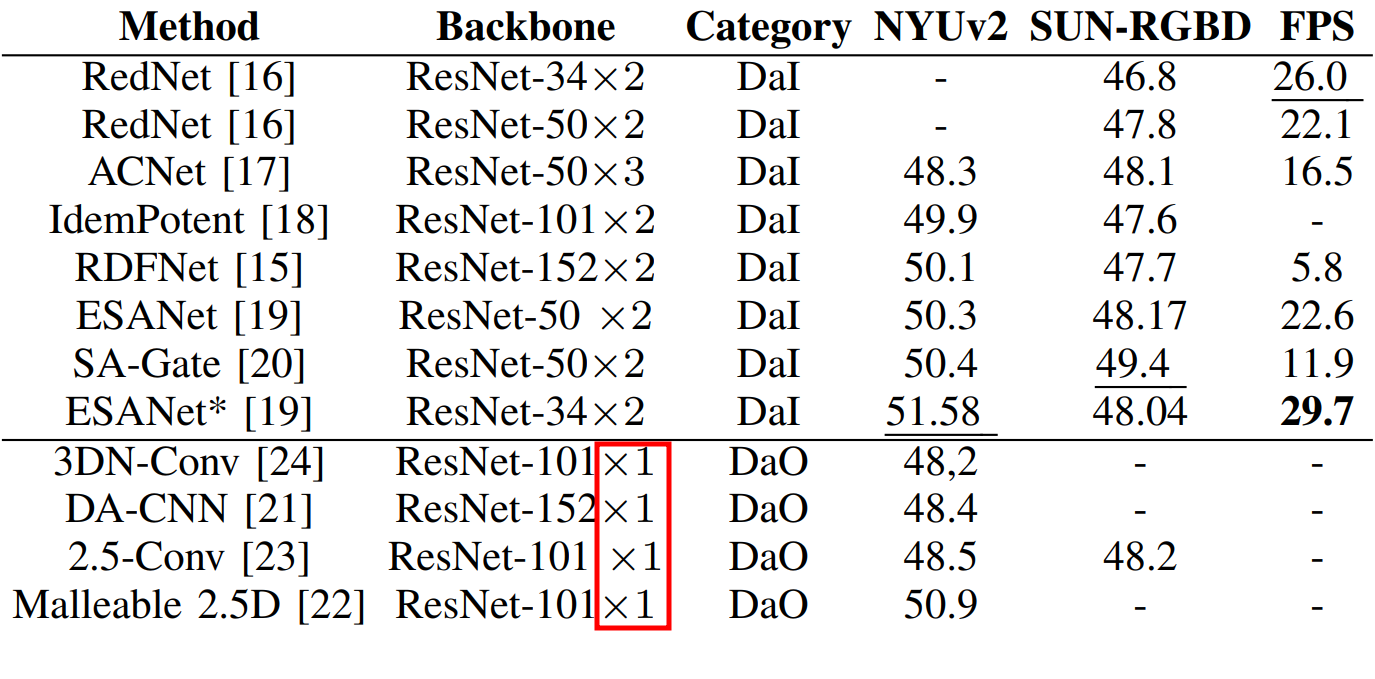 Method Backbone Category NYUv2 SUN-RGBD FPS
RedNet [16] ResNet-34×2 DaI - 46.8 26.0
RedNet [16] ResNet-50×2 DaI - 47.8 22.1
ACNet [17] ResNet-50×3 DaI 48.3 48.1 16.5
IdemPotent [18] ResNet-101×2 DaI 49.9 47.6 -
RDFNet [15] ResNet-152×2 DaI 50.1 47.7 5.8
ESANet [19] ResNet-50 ×2 DaI 50.3 48.17 22.6
SA-Gate [20] ResNet-50×2 DaI 50.4 49.4 11.9
ESANet* [19] ResNet-34×2 DaI 51.58 48.04 29.7
3DN-Conv [24] ResNet-101×1 DaO 48,2 - -
DA-CNN [21] ResNet-152×1 DaO 48.4 - -
2.5-Conv [23] ResNet-101 ×1 DaO 48.5 48.2 -
Malleable 2.5D [22] ResNet-101×1 DaO 50.9 - -